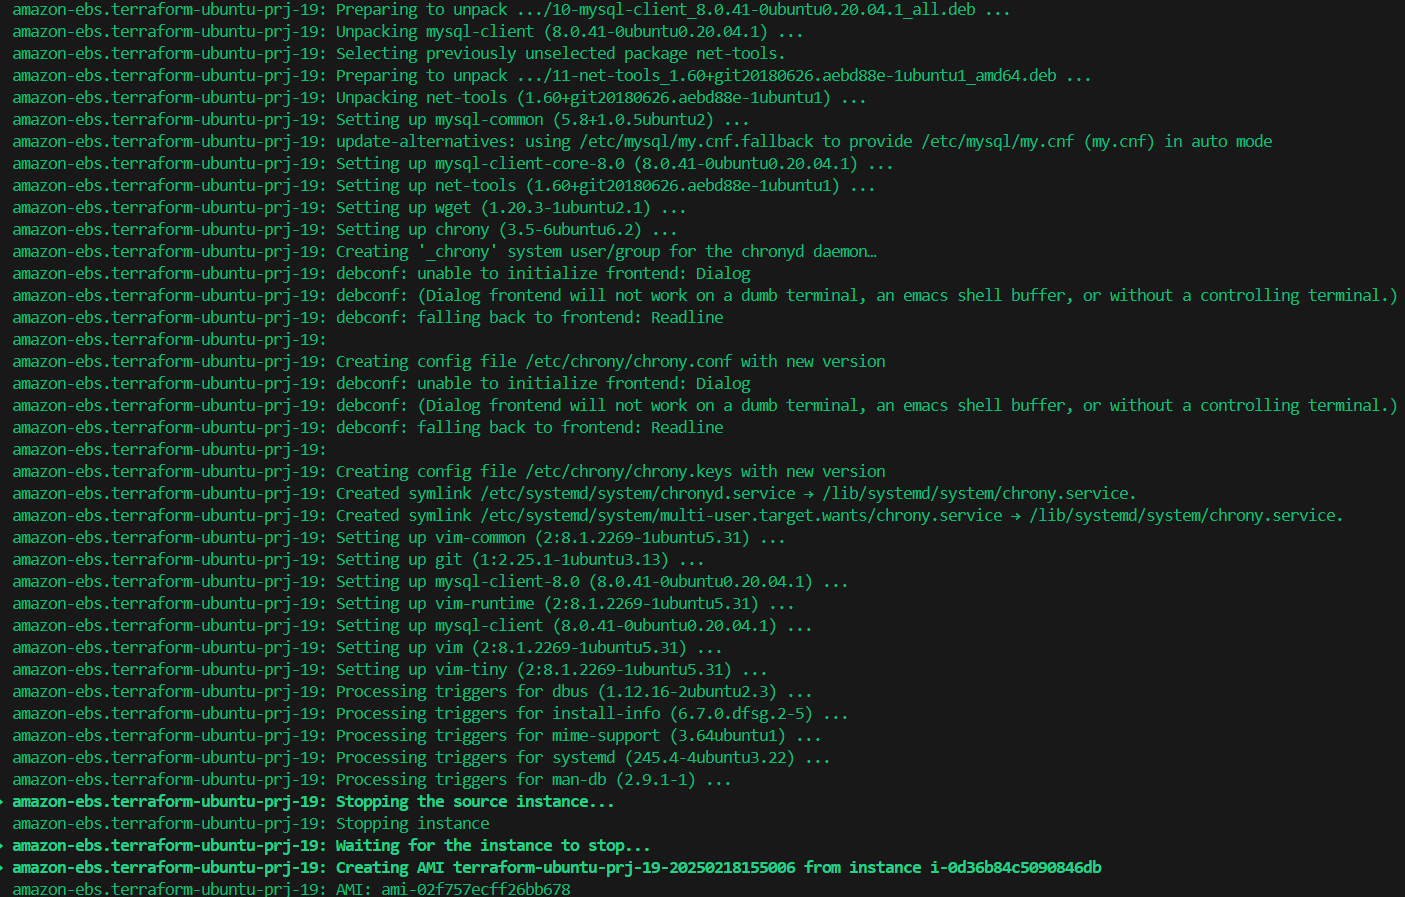 amazon-ebs.terraform-ubuntu-prj-19: Preparing to unpack .../10-mysql-client_8.0.41-0ubuntu0.20.04.1_all.deb ...
amazon-ebs.terraform-ubuntu-prj-19: Unpacking mysql-client (8.0.41-0ubuntu0.20.04.1) ...
amazon-ebs.terraform-ubuntu-prj-19: Selecting previously unselected package net-tools.
amazon-ebs.terraform-ubuntu-prj-19: Preparing to unpack .../11-net-tools_1.60+git20180626.aebd88e-1ubuntu1_amd64.deb ...
amazon-ebs.terraform-ubuntu-prj-19: Unpacking net-tools (1.60+git20180626.aebd88e-1ubuntu1) ...
amazon-ebs.terraform-ubuntu-prj-19: Setting up mysql-common (5.8+1.0.5ubuntu2) ...
amazon-ebs.terraform-ubuntu-prj-19: update-alternatives: using /etc/mysql/my.cnf.fallback to provide /etc/mysql/my.cnf (my.cnf) in auto mode
amazon-ebs.terraform-ubuntu-prj-19: Setting up mysql-client-core-8.0 (8.0.41-0ubuntu0.20.04.1) ...
amazon-ebs.terraform-ubuntu-prj-19: Setting up net-tools (1.60+git20180626.aebd88e-1ubuntu1) ...
amazon-ebs.terraform-ubuntu-prj-19: Setting up wget (1.20.3-1ubuntu2.1) ...
amazon-ebs.terraform-ubuntu-prj-19: Setting up chrony (3.5-6ubuntu6.2) ...
amazon-ebs.terraform-ubuntu-prj-19: Creating '_chrony' system user/group for the chronyd daemon…
amazon-ebs.terraform-ubuntu-prj-19: debconf: unable to initialize frontend: Dialog
amazon-ebs.terraform-ubuntu-prj-19: debconf: (Dialog frontend will not work on a dumb terminal, an emacs shell buffer, or without a controlling terminal.)
amazon-ebs.terraform-ubuntu-prj-19: debconf: falling back to frontend: Readline
amazon-ebs.terraform-ubuntu-prj-19:
amazon-ebs.terraform-ubuntu-prj-19: Creating config file /etc/chrony/chrony.conf with new version
amazon-ebs.terraform-ubuntu-prj-19: debconf: unable to initialize frontend: Dialog
amazon-ebs.terraform-ubuntu-prj-19: debconf: (Dialog frontend will not work on a dumb terminal, an emacs shell buffer, or without a controlling terminal.)
amazon-ebs.terraform-ubuntu-prj-19: debconf: falling back to frontend: Readline
amazon-ebs.terraform-ubuntu-prj-19:
amazon-ebs.terraform-ubuntu-prj-19: Creating config file /etc/chrony/chrony.keys with new version
amazon-ebs.terraform-ubuntu-prj-19: Created symlink /etc/systemd/system/chronyd.service → /lib/systemd/system/chrony.service.
amazon-ebs.terraform-ubuntu-prj-19: Created symlink /etc/systemd/system/multi-user.target.wants/chrony.service → /lib/systemd/system/chrony.service.
amazon-ebs.terraform-ubuntu-prj-19: Setting up vim-common (2:8.1.2269-1ubuntu5.31) ...
amazon-ebs.terraform-ubuntu-prj-19: Setting up git (1:2.25.1-1ubuntu3.13) ...
amazon-ebs.terraform-ubuntu-prj-19: Setting up mysql-client-8.0 (8.0.41-0ubuntu0.20.04.1) ...
amazon-ebs.terraform-ubuntu-prj-19: Setting up vim-runtime (2:8.1.2269-1ubuntu5.31) ...
amazon-ebs.terraform-ubuntu-prj-19: Setting up mysql-client (8.0.41-0ubuntu0.20.04.1) ...
amazon-ebs.terraform-ubuntu-prj-19: Setting up vim (2:8.1.2269-1ubuntu5.31) ...
amazon-ebs.terraform-ubuntu-prj-19: Setting up vim-tiny (2:8.1.2269-1ubuntu5.31) ...
amazon-ebs.terraform-ubuntu-prj-19: Processing triggers for dbus (1.12.16-2ubuntu2.3) ...
amazon-ebs.terraform-ubuntu-prj-19: Processing triggers for install-info (6.7.0.dfsg.2-5) ...
amazon-ebs.terraform-ubuntu-prj-19: Processing triggers for mime-support (3.64ubuntu1) ...
amazon-ebs.terraform-ubuntu-prj-19: Processing triggers for systemd (245.4-4ubuntu3.22) ...
amazon-ebs.terraform-ubuntu-prj-19: Processing triggers for man-db (2.9.1-1) ...
amazon-ebs.terraform-ubuntu-prj-19: Stopping the source instance...
amazon-ebs.terraform-ubuntu-prj-19: Stopping instance
amazon-ebs.terraform-ubuntu-prj-19: Waiting for the instance to stop...
amazon-ebs.terraform-ubuntu-prj-19: Creating AMI terraform-ubuntu-prj-19-20250218155006 from instance i-0d36b84c5090846db
amazon-ebs.terraform-ubuntu-prj-19: AMI: ami-02f757ecff26bb678